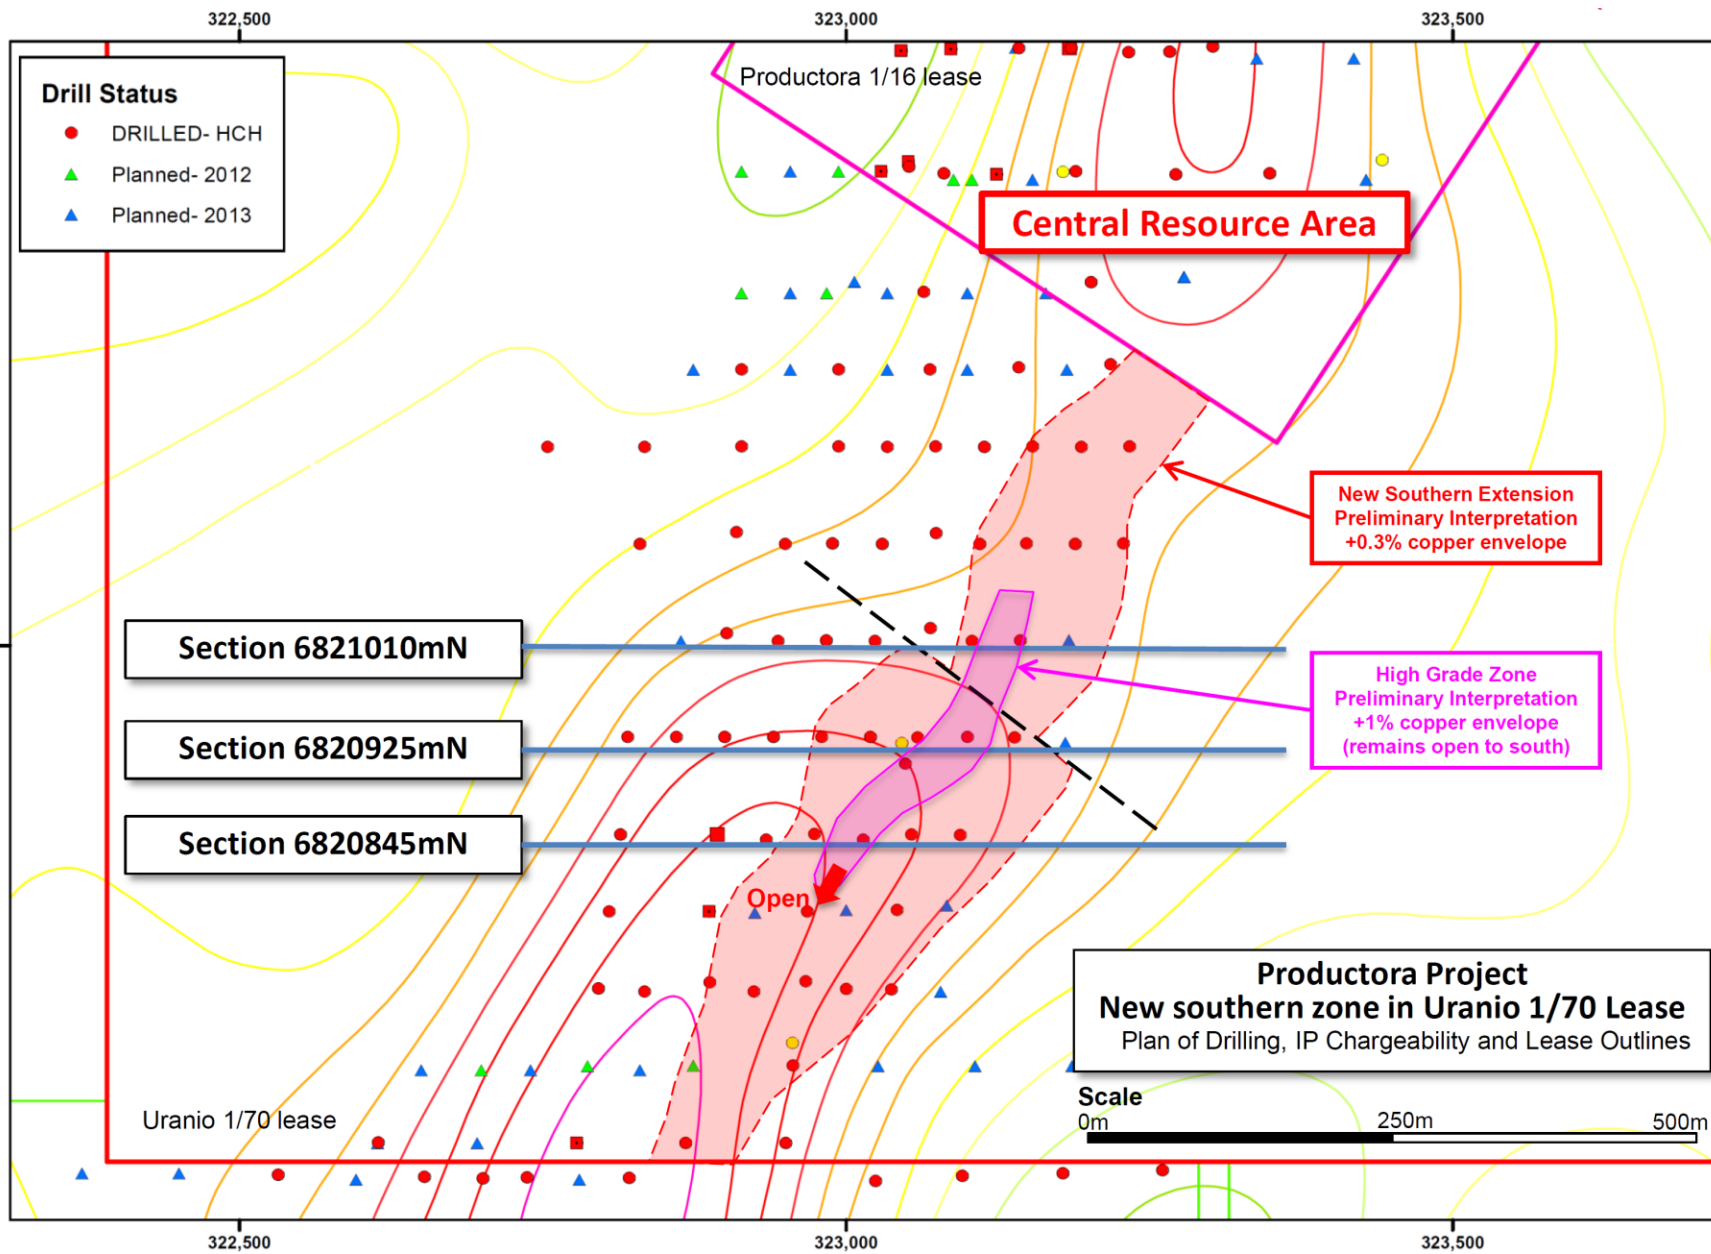 322,500
323,000
323,500
Drill Status
DRILLED- HCH
Planned- 2012
Planned- 2013
Productora 1/16 lease
Central Resource Area
New Southern Extension
Preliminary Interpretation
+0.3% copper envelope
Section 6821010mN
High Grade Zone
Preliminary Interpretation
+1% copper envelope
(remains open to south)
Section 6820925mN
Section 6820845mN
Open
Productora Project
New southern zone in Uranio 1/70 Lease
Plan of Drilling, IP Chargeability and Lease Outlines
Scale
0m
250m
500m
Uranio 1/70 lease
322,500
323,000
323,500